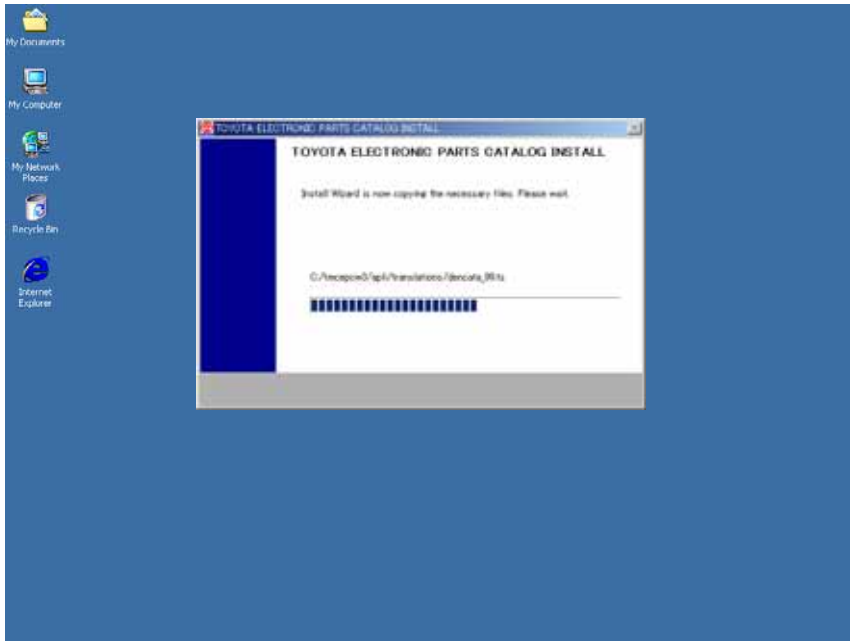 My Documents
My Computer
My Network
Places
Recycle Bin
Internet
Explorer
TOYOTA ELECTRONIC PARTS CATALOG INSTALL
TOYOTA ELECTRONIC PARTS CATALOG INSTALL
Install Wizard is now copying the necessary files. Please wait.